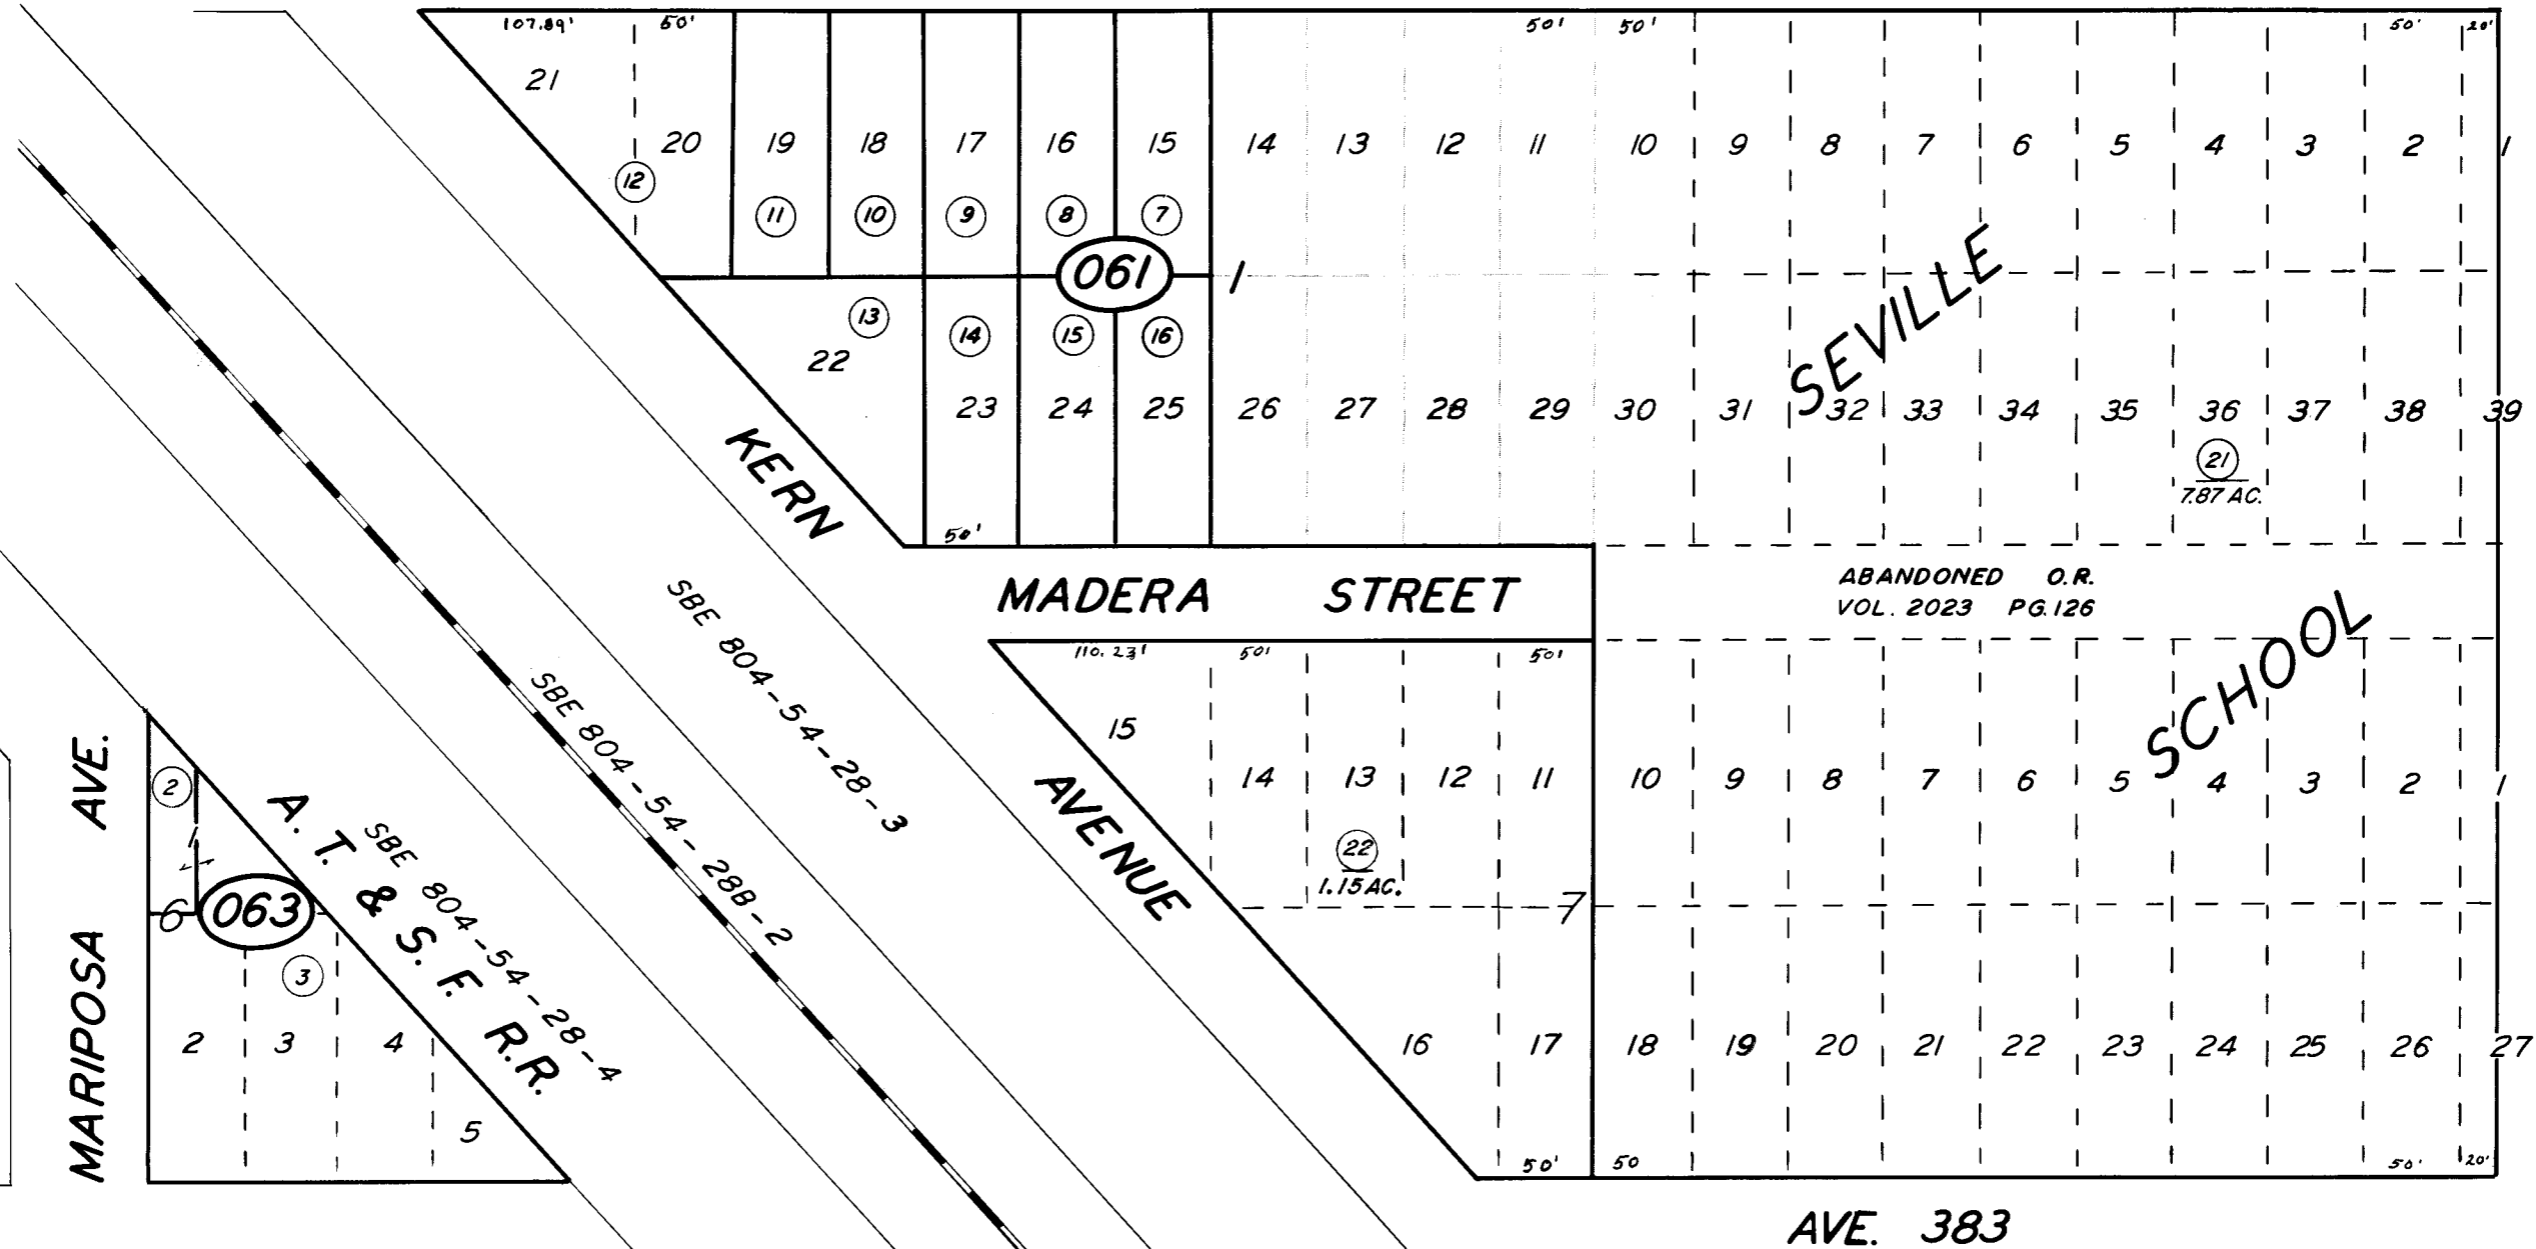 107.89' 50' 50' 50' 50' 20'
21
20 19 18 17 16 15 14 13 12 11 10 9 8 7 6 5 4 3 2 1
12
11 10 9 8 7
061 1
SEVILLE
13 14 15 16
22
23 24 25 26 27 28 29 30 31 32 33 34 35 36 37 38 39
21
7.87 AC.
50'
KERN
AVENUE
MADERA STREET
ABANDONED O.R.
VOL. 2023 PG.126
SCHOOL
SBE 804-54-28-3
SBE 804-54-28B-2
SBE 804-54-28-4
A. T. & S. F. R.R.
110.23' 50' 50'
15
14 13 12 11 10 9 8 7 6 5 4 3 2 1
22
1.15 AC.
7
16 17 18 19 20 21 22 23 24 25 26 27
50' 50 50' 20'
MARIPOSA AVE.
2
1
6 063
3
2 3 4
5
AVE. 383